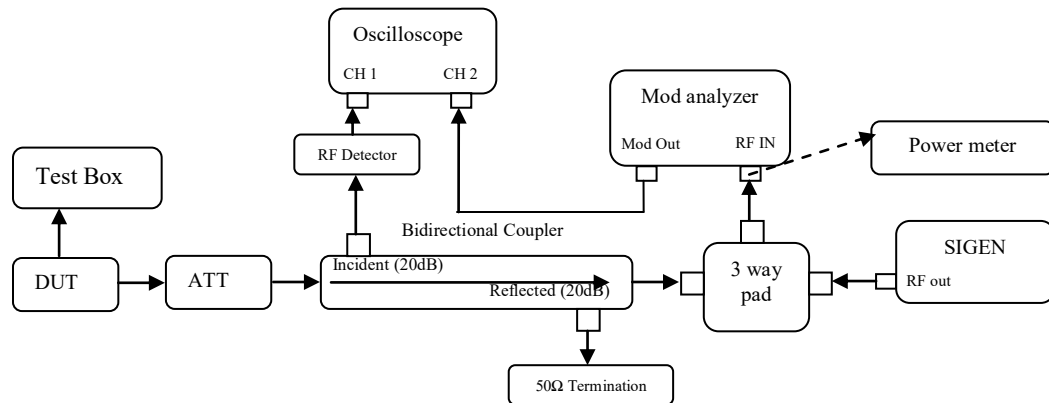 Oscilloscope
CH 1
CH 2
Mod analyzer
Mod Out
RF IN
Power meter
RF Detector
Test Box
Bidirectional Coupler
SIGEN
RF out
DUT
ATT
Incident (20dB)
Reflected (20dB)
3 way
pad
50Ω Termination